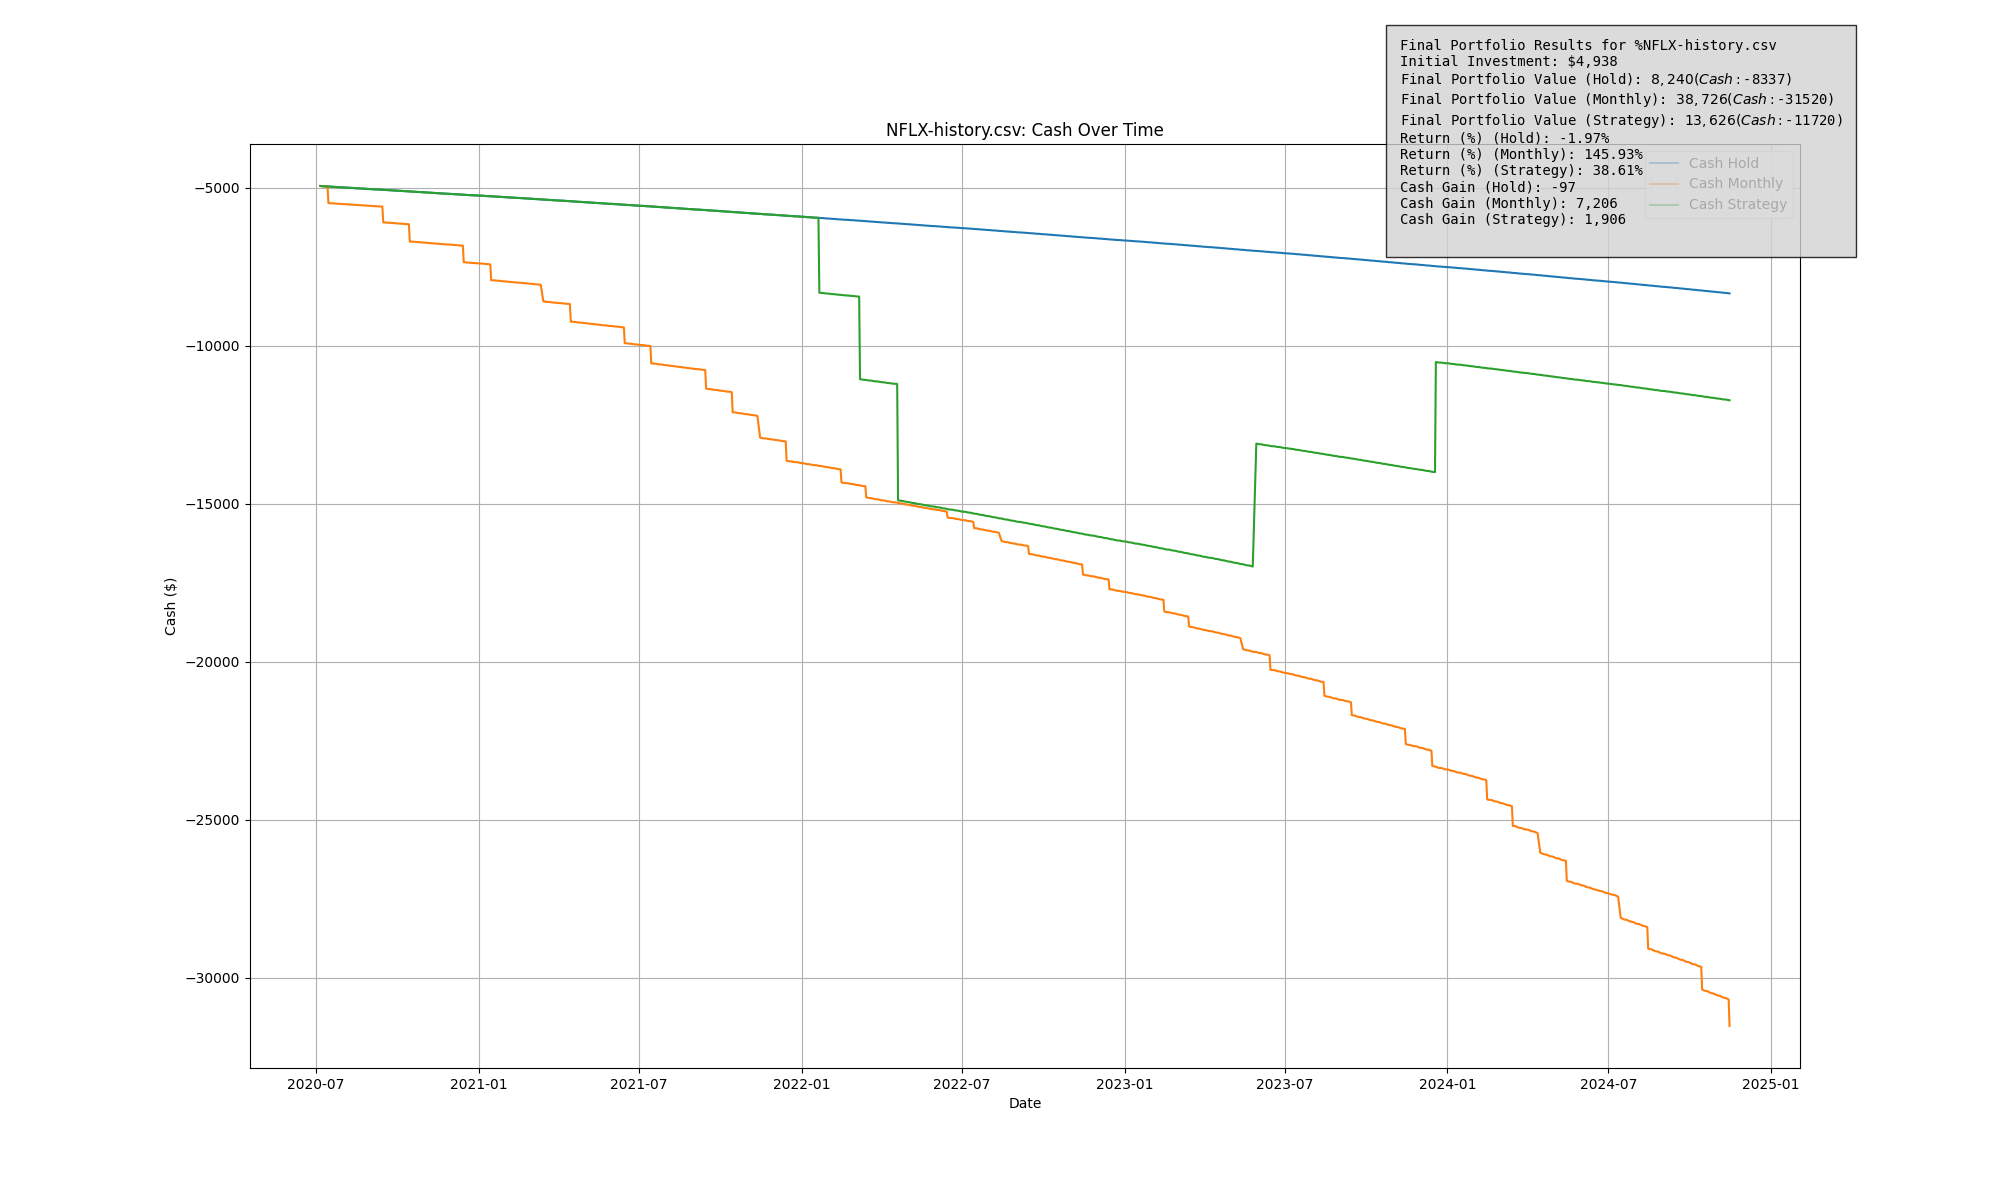 Final Portfolio Results for %NFLX-history.csv
Initial Investment: $4,938
Final Portfolio Value (Hold): 8,240(Cash:-8337)
Final Portfolio Value (Monthly): 38,726(Cash:-31520)
Final Portfolio Value (Strategy): 13,626(Cash:-11720)
Return (%) (Hold): -1.97%
Return (%) (Monthly): 145.93%
Return (%) (Strategy): 38.61%
Cash Gain (Hold): -97
Cash Gain (Monthly): 7,206
Cash Gain (Strategy): 1,906
NFLX-history.csv: Cash Over Time
Cash Hold
Cash Monthly
Cash Strategy
Cash ($)
−5000
−10000
−15000
−20000
−25000
−30000
2020-07 2021-01 2021-07 2022-01 2022-07 2023-01 2023-07 2024-01 2024-07 2025-01
Date